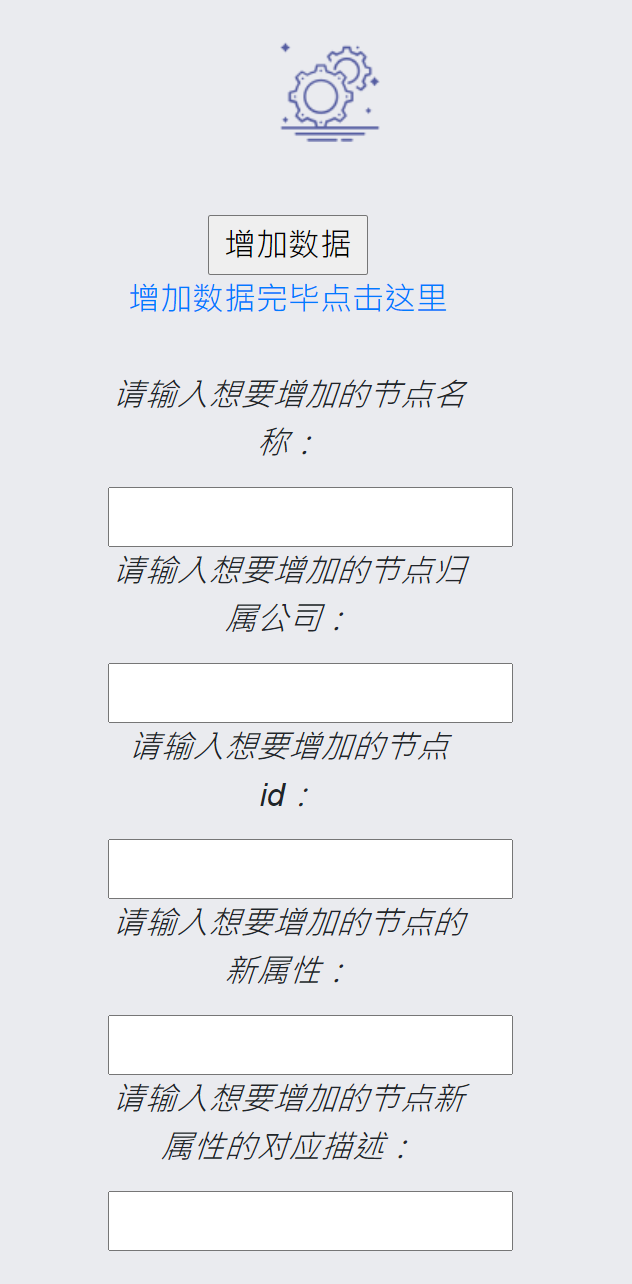 增加数据
增加数据完毕点击这里
请输入想要增加的节点名
称：
请输入想要增加的节点归
属公司：
请输入想要增加的节点
id：
请输入想要增加的节点的
新属性：
请输入想要增加的节点新
属性的对应描述：